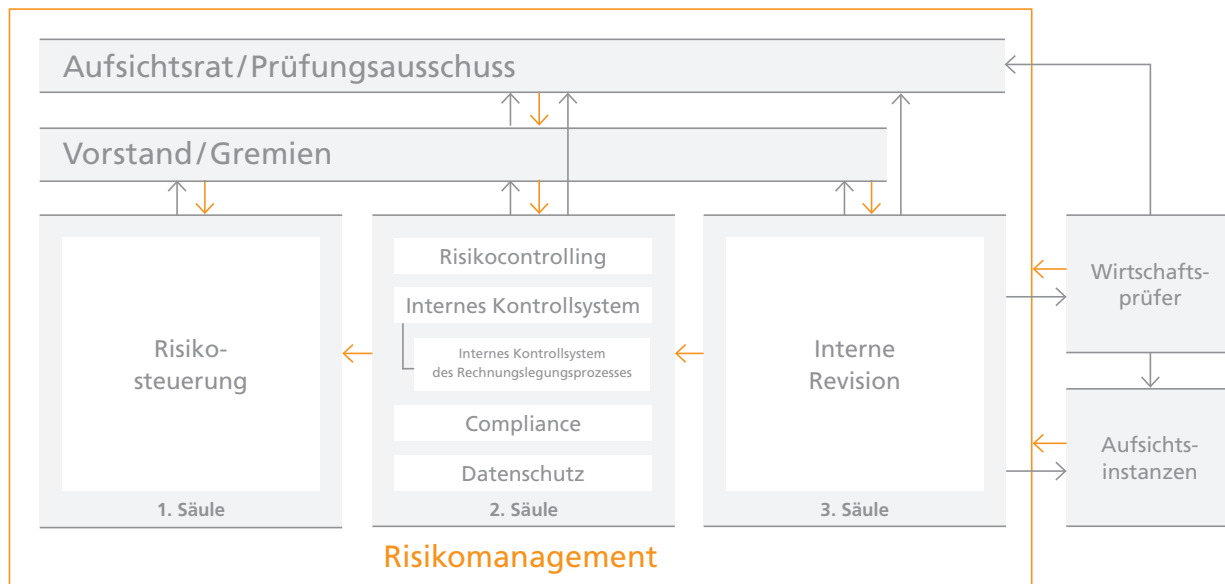 Aufsichtsrat/Prüfungsausschuss
Vorstand/Gremien
Risiko-
steuerung
1. Säule
Risikocontrolling
Internes Kontrollsystem
Internes Kontrollsystem
des Rechnungslegungsprozesses
Compliance
Datenschutz
2. Säule
Interne
Revision
3. Säule
Wirtschafts-
prüfer
Aufsichts-
instanzen
Risikomanagement